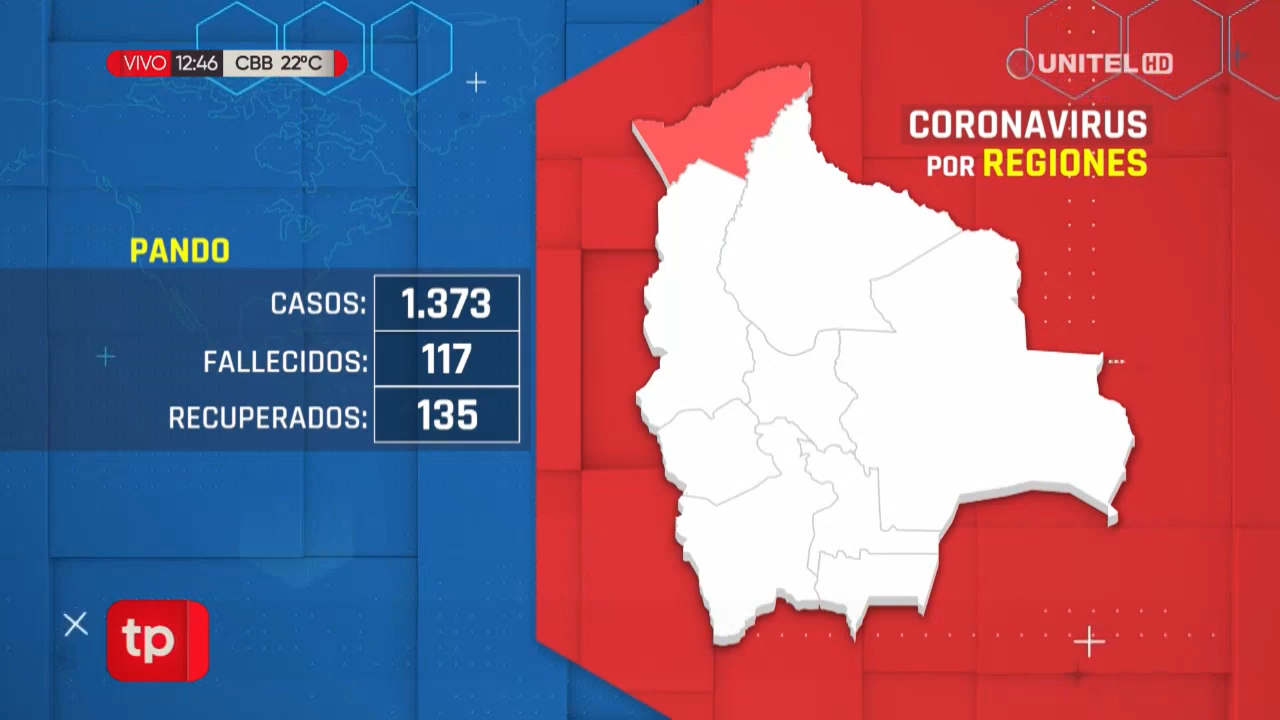 VIVO 12:46 CBB 22°C
UNITEL HD
CORONAVIRUS
POR REGIONES
PANDO
CASOS: 1.373
FALLECIDOS: 117
RECUPERADOS: 135
tp